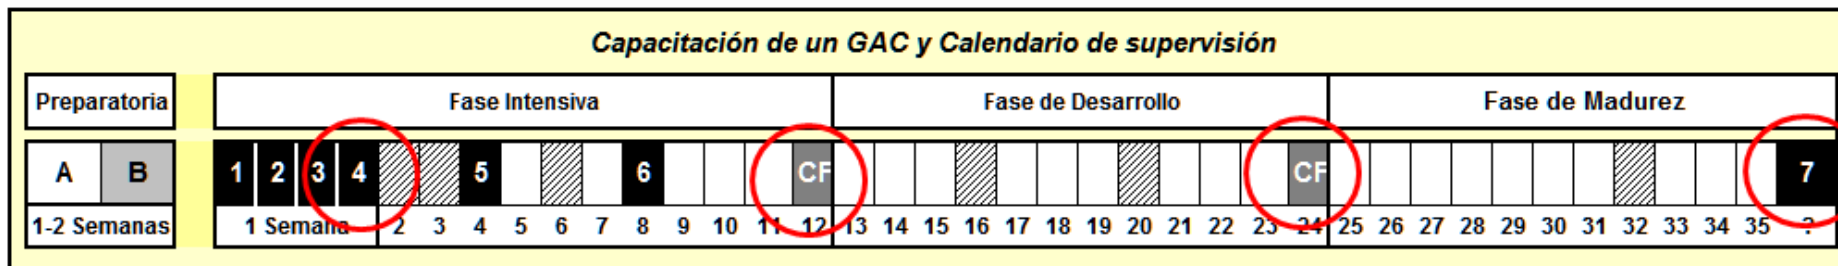 Capacitación de un GAC y Calendario de supervisión
Preparatoria Fase Intensiva Fase de Desarrollo Fase de Madurez
A B 1 2 3 4 5 6 CF CF 7
1-2 Semanas 1 Semana 2 3 4 5 6 7 8 9 10 11 12 13 14 15 16 17 18 19 20 21 22 23 24 25 26 27 28 29 30 31 32 33 34 35 ?